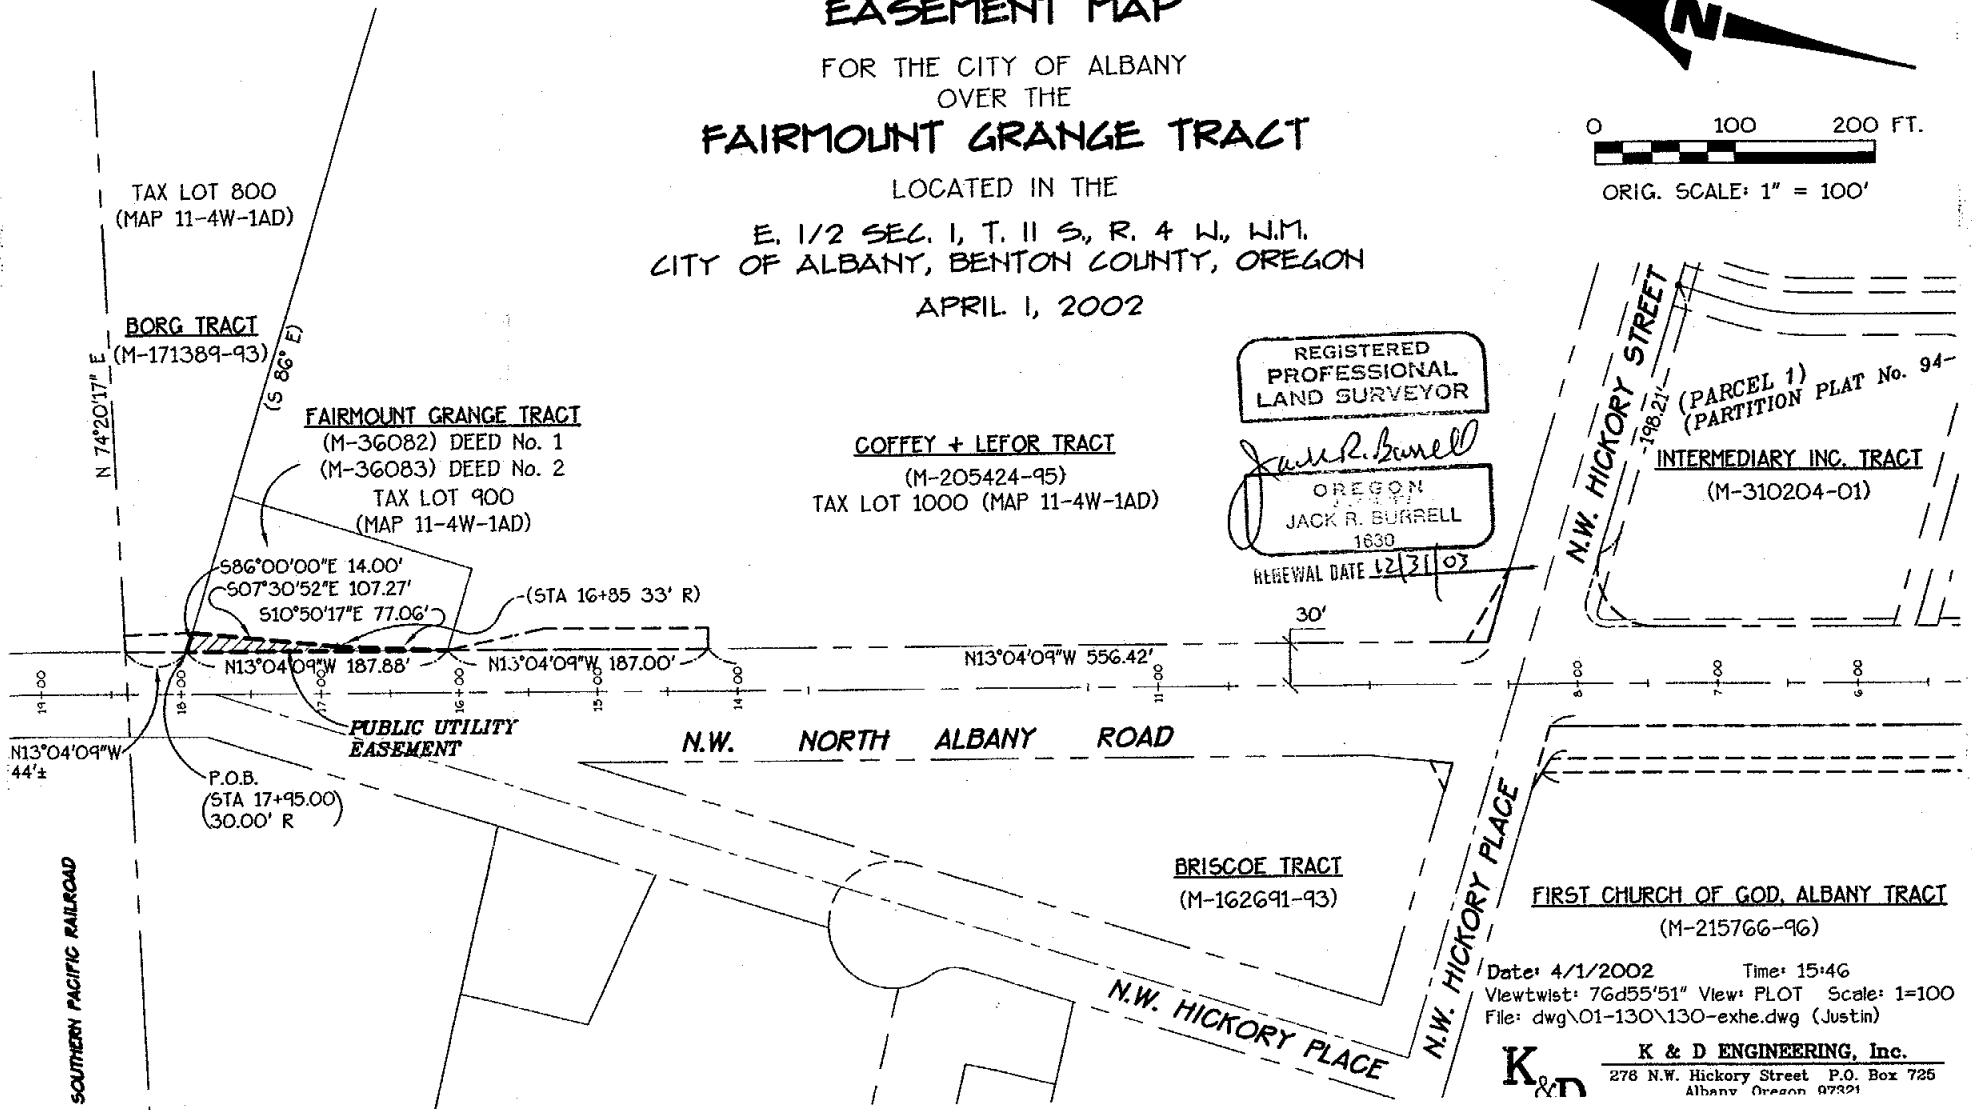 EASEMENT MAP
FOR THE CITY OF ALBANY
OVER THE
FAIRMOUNT GRANGE TRACT
LOCATED IN THE
E. 1/2 SEC. 1, T. 11 S., R. 4 W., W.M.
CITY OF ALBANY, BENTON COUNTY, OREGON
APRIL 1, 2002
N
0 100 200 FT.
ORIG. SCALE: 1" = 100'
TAX LOT 800
(MAP 11-4W-1AD)
BORG TRACT
(M-171389-93)
N 74°20'17" E
(S 86° E)
FAIRMOUNT GRANGE TRACT
(M-36082) DEED No. 1
(M-36083) DEED No. 2
TAX LOT 900
(MAP 11-4W-1AD)
S86°00'00"E 14.00'
S07°30'52"E 107.27'
S10°50'17"E 77.06'
(STA 16+85 33' R)
COFFEY + LEFOR TRACT
(M-205424-95)
TAX LOT 1000 (MAP 11-4W-1AD)
REGISTERED
PROFESSIONAL
LAND SURVEYOR
Jack R. Burrell
OREGON
JACK R. BURRELL
1630
RENEWAL DATE 12/31/03
N.W. HICKORY STREET
198.21'
(PARCEL 1)
(PARTITION PLAT No. 94-
INTERMEDIARY INC. TRACT
(M-310204-01)
30'
N13°04'09"W 187.88'
N13°04'09"W 187.00'
N13°04'09"W 556.42'
19+00
18+00
17+00
16+00
15+00
14+00
11+00
8+00
7+00
6+00
N13°04'09"W
44'±
PUBLIC UTILITY
EASEMENT
N.W. NORTH ALBANY ROAD
P.O.B.
(STA 17+95.00)
(30.00' R
SOUTHERN PACIFIC RAILROAD
BRISCOE TRACT
(M-162691-93)
N.W. HICKORY PLACE
N.W. HICKORY PLACE
FIRST CHURCH OF GOD, ALBANY TRACT
(M-215766-96)
Date: 4/1/2002 Time: 15:46
Viewtwist: 76d55'51" View: PLOT Scale: 1=100
File: dwg\01-130\130-exhe.dwg (Justin)
K & D
K & D ENGINEERING, Inc.
276 N.W. Hickory Street P.O. Box 725
Albany, Oregon 97321